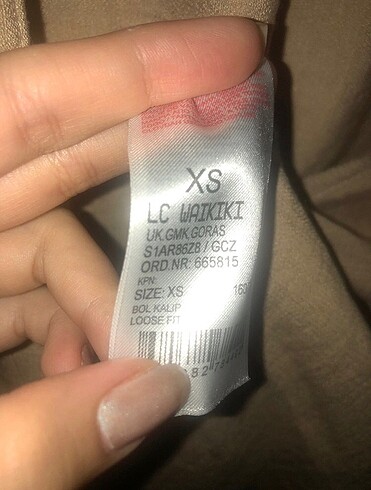 XS
LC WAIKIKI
UK.GMK.GORAS
S1AR86Z8 / GCZ
ORD.NR: 665815
KPN:
SIZE: XS 160
BOL KALIP
LOOSE FIT